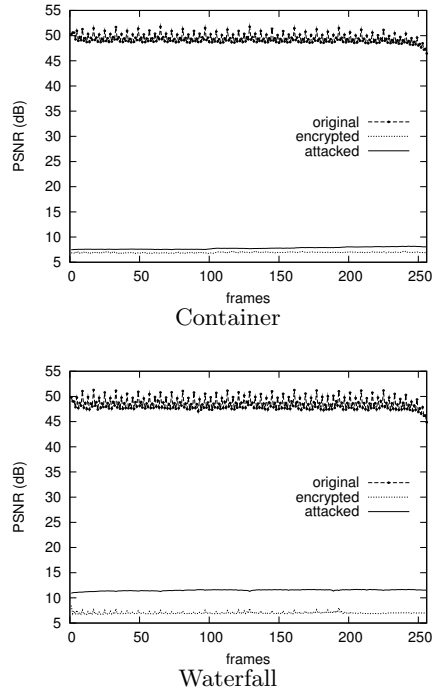 55
50
45
40
35
30
25
20
15
10
5
PSNR (dB)
original
encrypted
attacked
0 50 100 150 200 250
frames
Container
55
50
45
40
35
30
25
20
15
10
5
PSNR (dB)
original
encrypted
attacked
0 50 100 150 200 250
frames
Waterfall